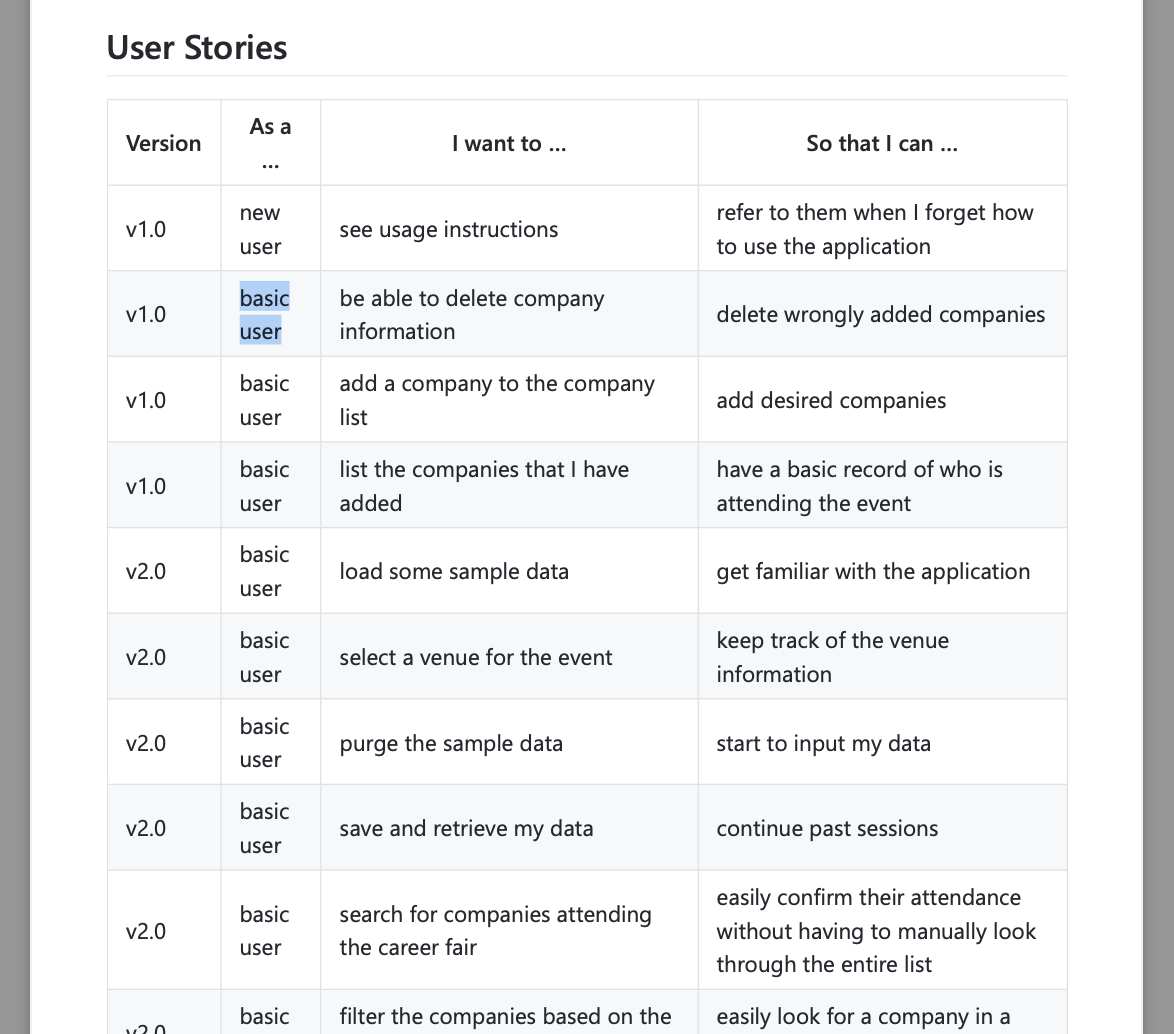 User Stories
Version
As a
...
I want to ...
So that I can ...
v1.0
new
user
see usage instructions
refer to them when I forget how
to use the application
v1.0
basic
user
be able to delete company
information
delete wrongly added companies
v1.0
basic
user
add a company to the company
list
add desired companies
v1.0
basic
user
list the companies that I have
added
have a basic record of who is
attending the event
v2.0
basic
user
load some sample data
get familiar with the application
v2.0
basic
user
select a venue for the event
keep track of the venue
information
v2.0
basic
user
purge the sample data
start to input my data
v2.0
basic
user
save and retrieve my data
continue past sessions
v2.0
basic
user
search for companies attending
the career fair
easily confirm their attendance
without having to manually look
through the entire list
v2.0
basic
filter the companies based on the
easily look for a company in a